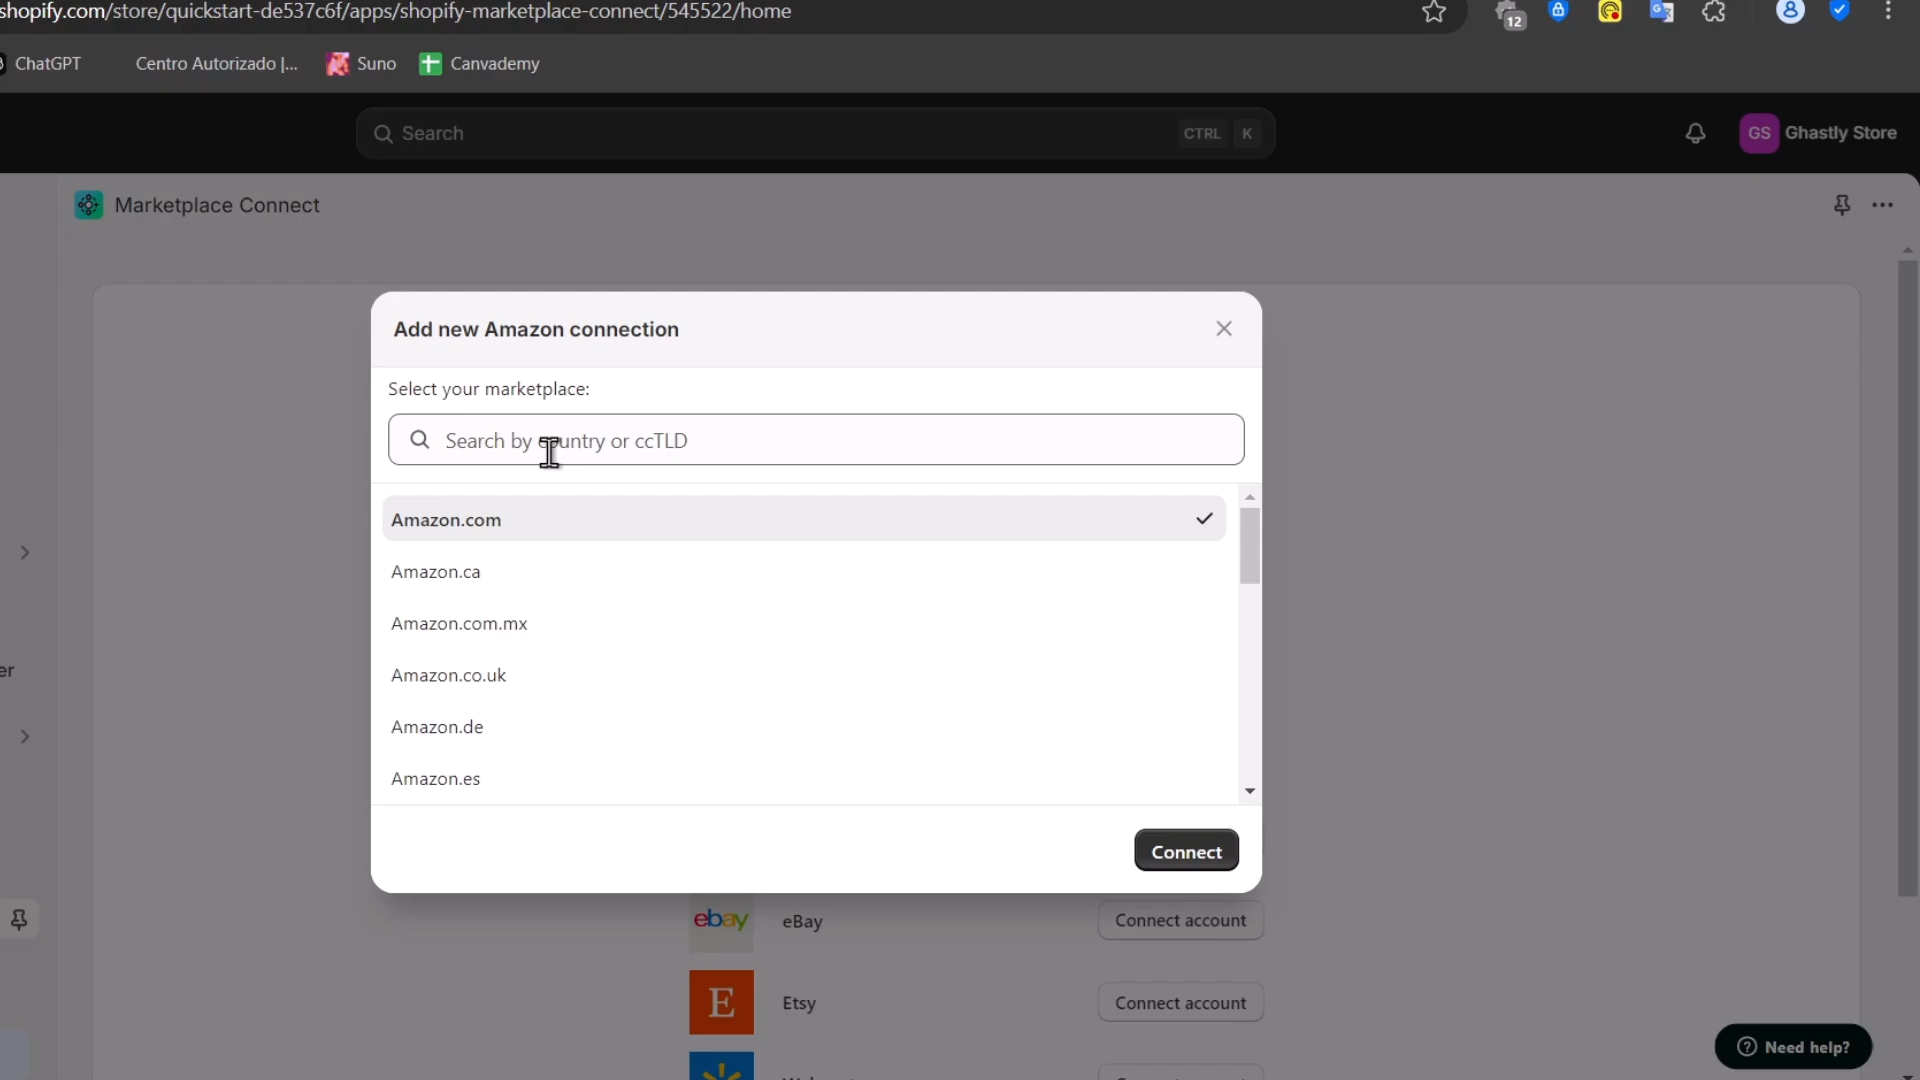 shopify.com/store/quickstart-de537c6f/apps/shopify-marketplace-connect/545522/home
12
ChatGPT
Centro Autorizado |...
Suno
Canvademy
Search
CTRL K
GS
Ghastly Store
Marketplace Connect
Add new Amazon connection
Select your marketplace:
Search by country or ccTLD
Amazon.com
Amazon.ca
Amazon.com.mx
Amazon.co.uk
er
Amazon.de
Amazon.es
Connect
ebay
eBay
Connect account
E
Etsy
Connect account
Need help?